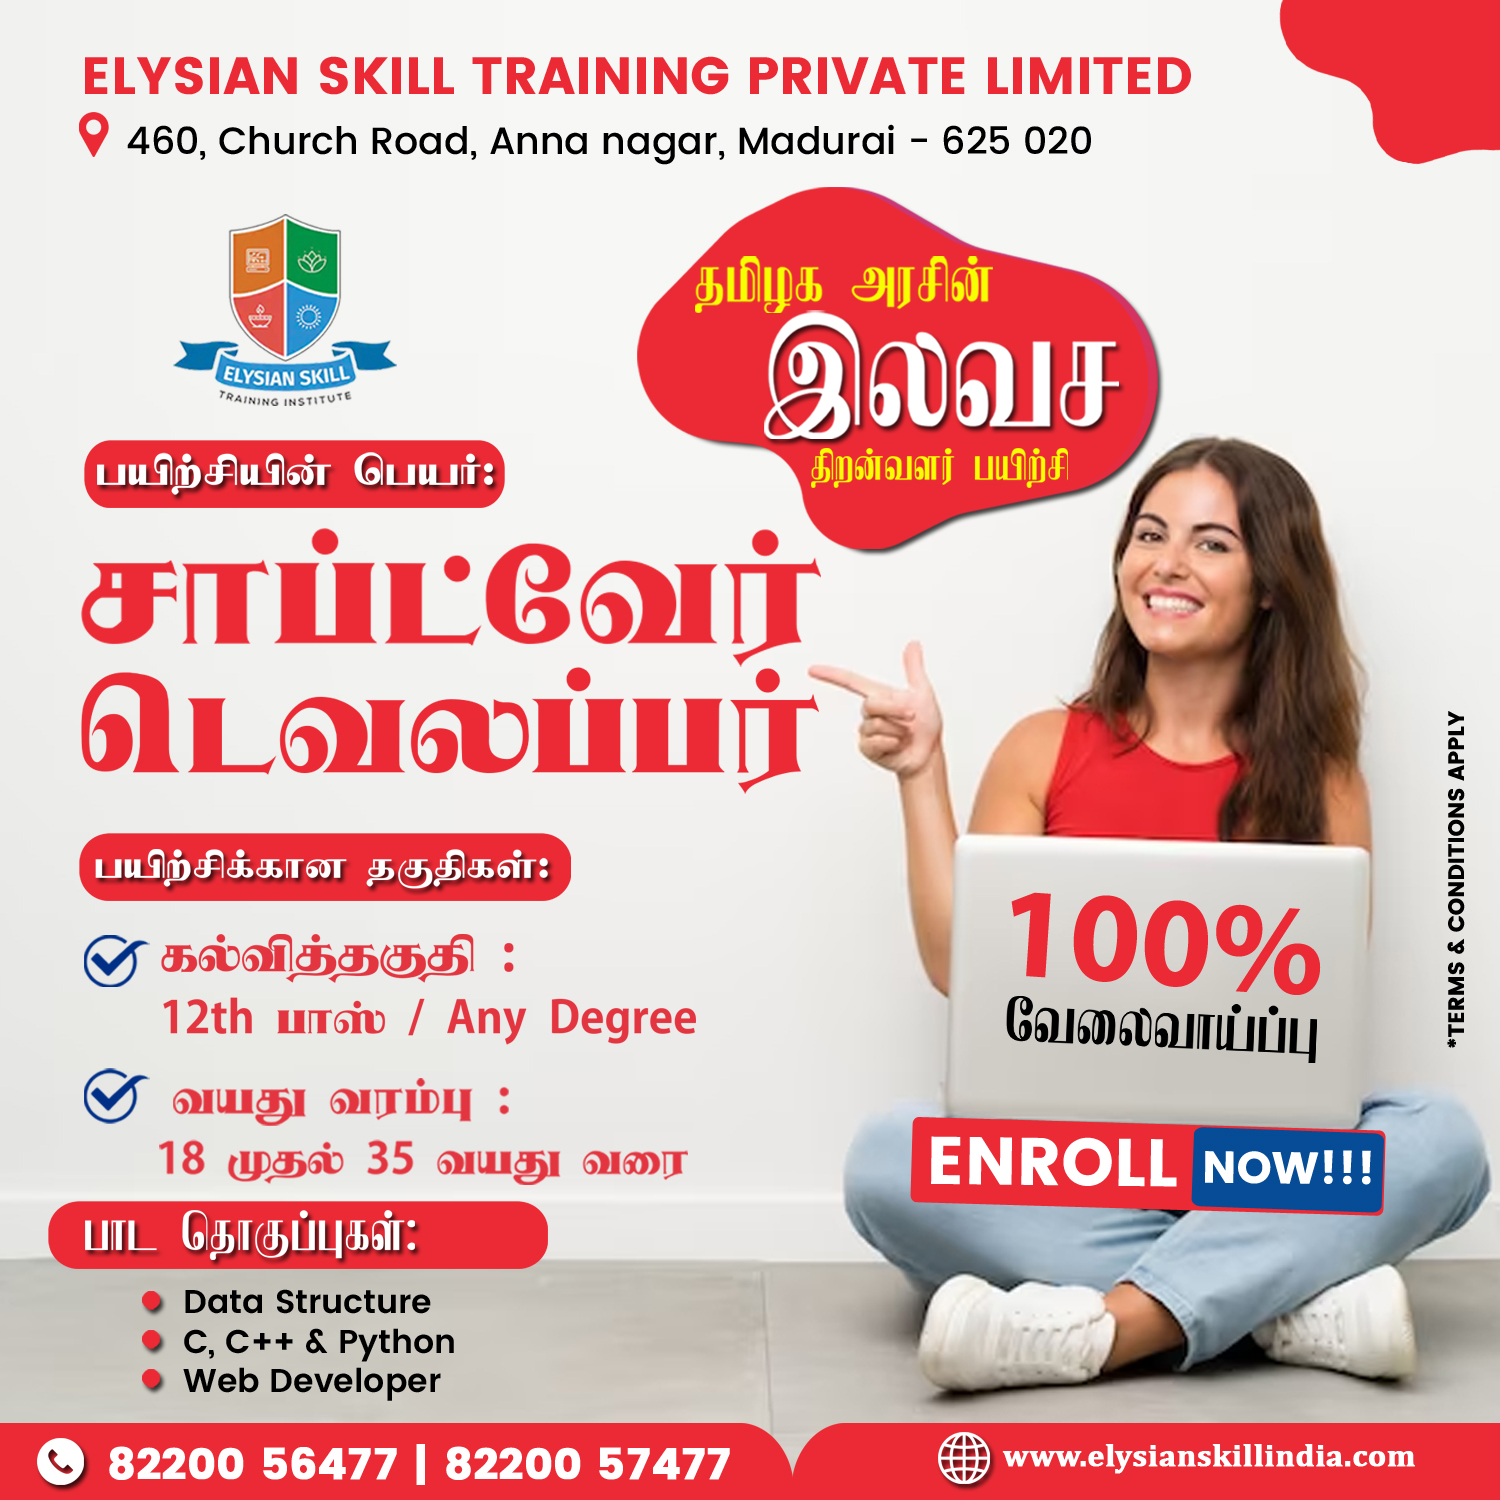 ELYSIAN SKILL TRAINING PRIVATE LIMITED
460, Church Road, Anna nagar, Madurai - 625 020
ELYSIAN SKILL
TRAINING INSTITUTE
தமிழக அரசின்
இலவச
திறன்வளர் பயிற்சி
பயிற்சியின் பெயர்:
சாப்ட்வேர்
டெவலப்பர்
பயிற்சிக்கான தகுதிகள்:
கல்வித்தகுதி :
12th பாஸ் / Any Degree
வயது வரம்பு :
18 முதல் 35 வயது வரை
பாட தொகுப்புகள்:
Data Structure
C, C++ & Python
Web Developer
100%
வேலைவாய்ப்பு
ENROLL NOW!!!
*TERMS & CONDITIONS APPLY
82200 56477 | 82200 57477
www.elysianskillindia.com